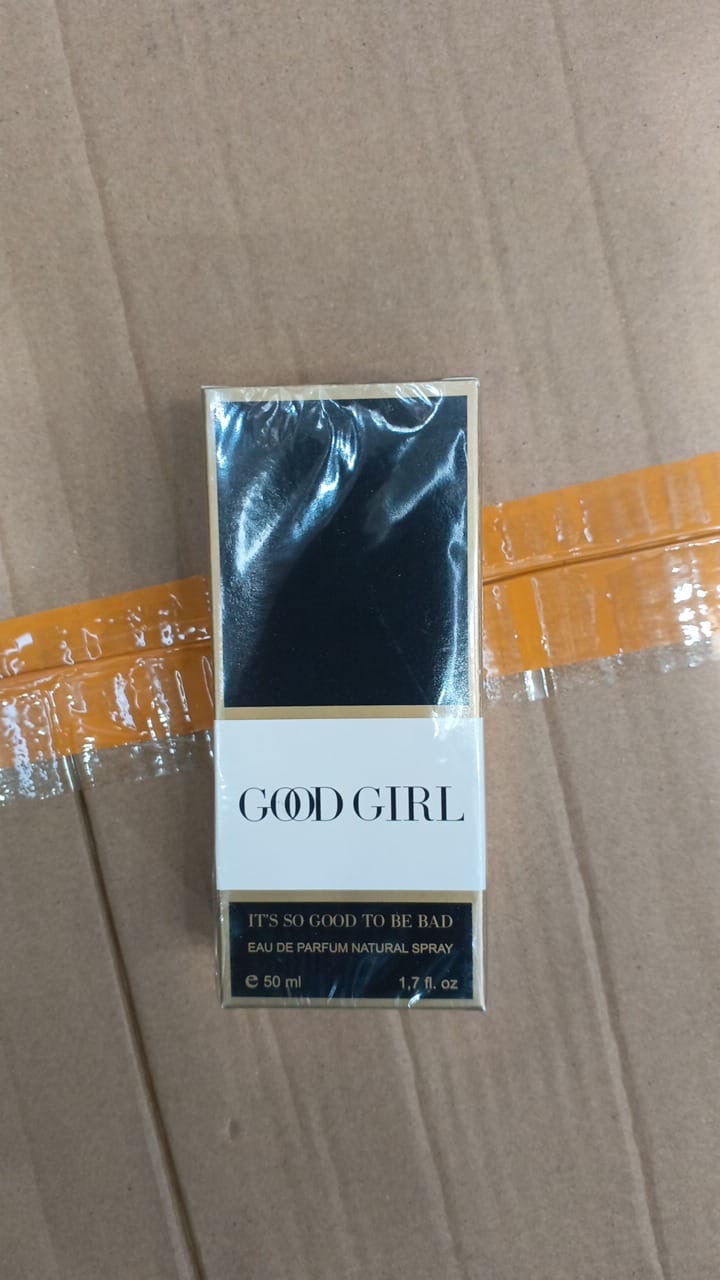 GOOD GIRL
IT'S SO GOOD TO BE BAD
EAU DE PARFUM NATURAL SPRAY
℮ 50 ml 1,7 fl. oz